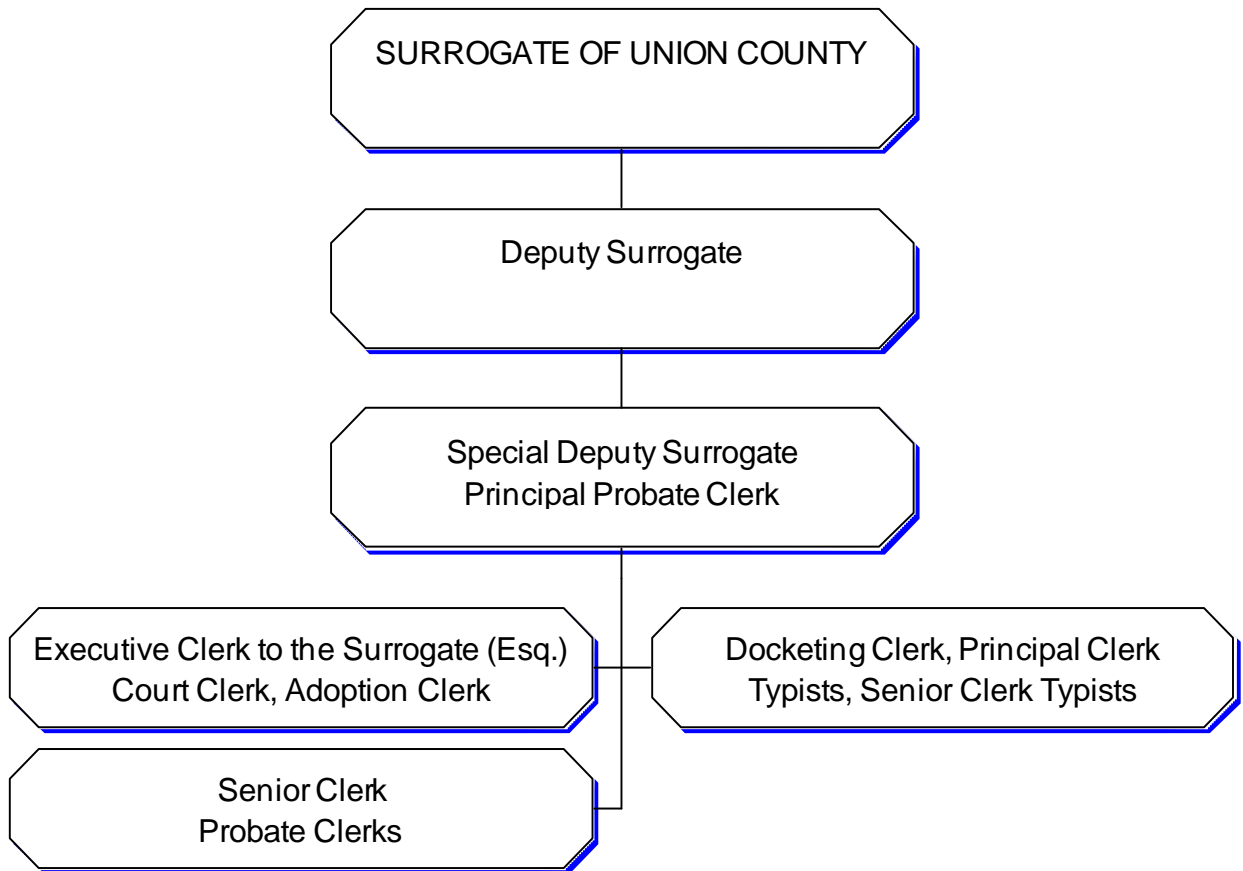 SURROGATE OF UNION COUNTY
Deputy Surrogate
Special Deputy Surrogate
Principal Probate Clerk
Executive Clerk to the Surrogate (Esq.)
Court Clerk, Adoption Clerk
Docketing Clerk, Principal Clerk
Typists, Senior Clerk Typists
Senior Clerk
Probate Clerks